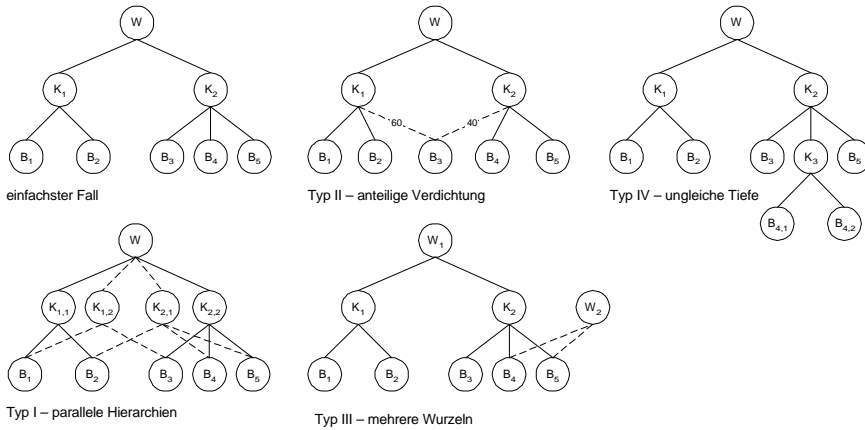 W
K₁
K₂
B₁ B₂ B₃ B₄ B₅
einfachster Fall
W
K₁
K₂
60
40
B₁ B₂ B₃ B₄ B₅
Typ II – anteilige Verdichtung
W
K₁
K₂
B₁ B₂ B₃ K₃ B₅
B₄,₁ B₄,₂
Typ IV – ungleiche Tiefe
W
K₁,₁ K₁,₂ K₂,₁ K₂,₂
B₁ B₂ B₃ B₄ B₅
Typ I – parallele Hierarchien
W₁
K₁ K₂ W₂
B₁ B₂ B₃ B₄ B₅
Typ III – mehrere Wurzeln